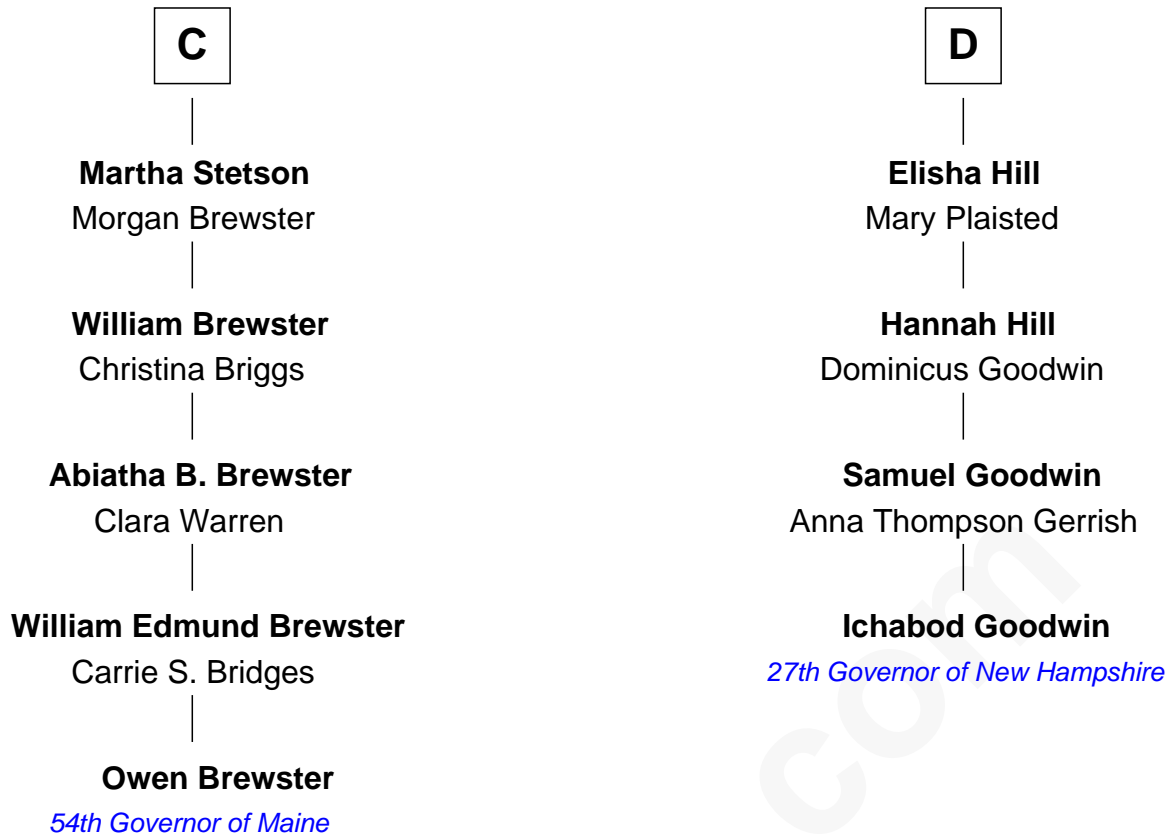 C
Martha Stetson
Morgan Brewster
William Brewster
Christina Briggs
Abiatha B. Brewster
Clara Warren
William Edmund Brewster
Carrie S. Bridges
Owen Brewster
54th Governor of Maine
D
Elisha Hill
Mary Plaisted
Hannah Hill
Dominicus Goodwin
Samuel Goodwin
Anna Thompson Gerrish
Ichabod Goodwin
27th Governor of New Hampshire
com